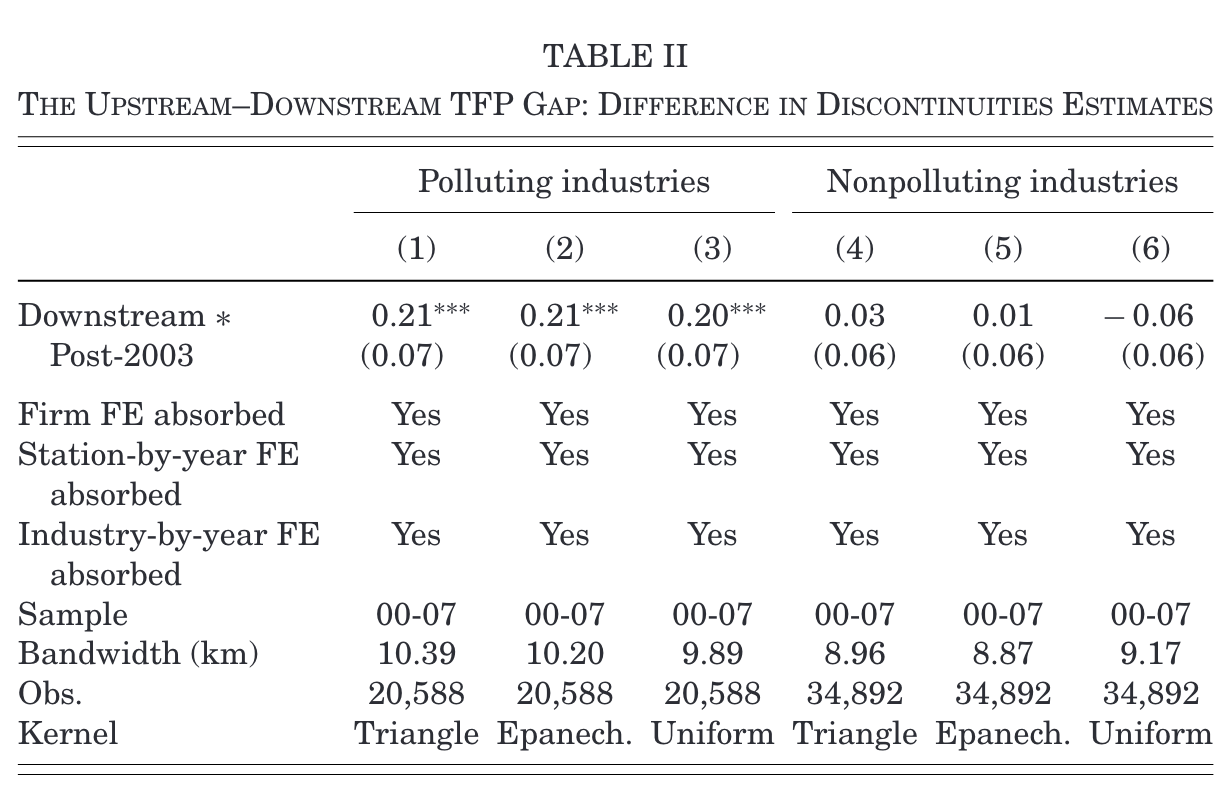 TABLE II
THE UPSTREAM–DOWNSTREAM TFP GAP: DIFFERENCE IN DISCONTINUITIES ESTIMATES
Polluting industries Nonpolluting industries
(1) (2) (3) (4) (5) (6)
Downstream ∗ 0.21*** 0.21*** 0.20*** 0.03 0.01 − 0.06
Post-2003 (0.07) (0.07) (0.07) (0.06) (0.06) (0.06)
Firm FE absorbed Yes Yes Yes Yes Yes Yes
Station-by-year FE Yes Yes Yes Yes Yes Yes
absorbed
Industry-by-year FE Yes Yes Yes Yes Yes Yes
absorbed
Sample 00-07 00-07 00-07 00-07 00-07 00-07
Bandwidth (km) 10.39 10.20 9.89 8.96 8.87 9.17
Obs. 20,588 20,588 20,588 34,892 34,892 34,892
Kernel Triangle Epanech. Uniform Triangle Epanech. Uniform